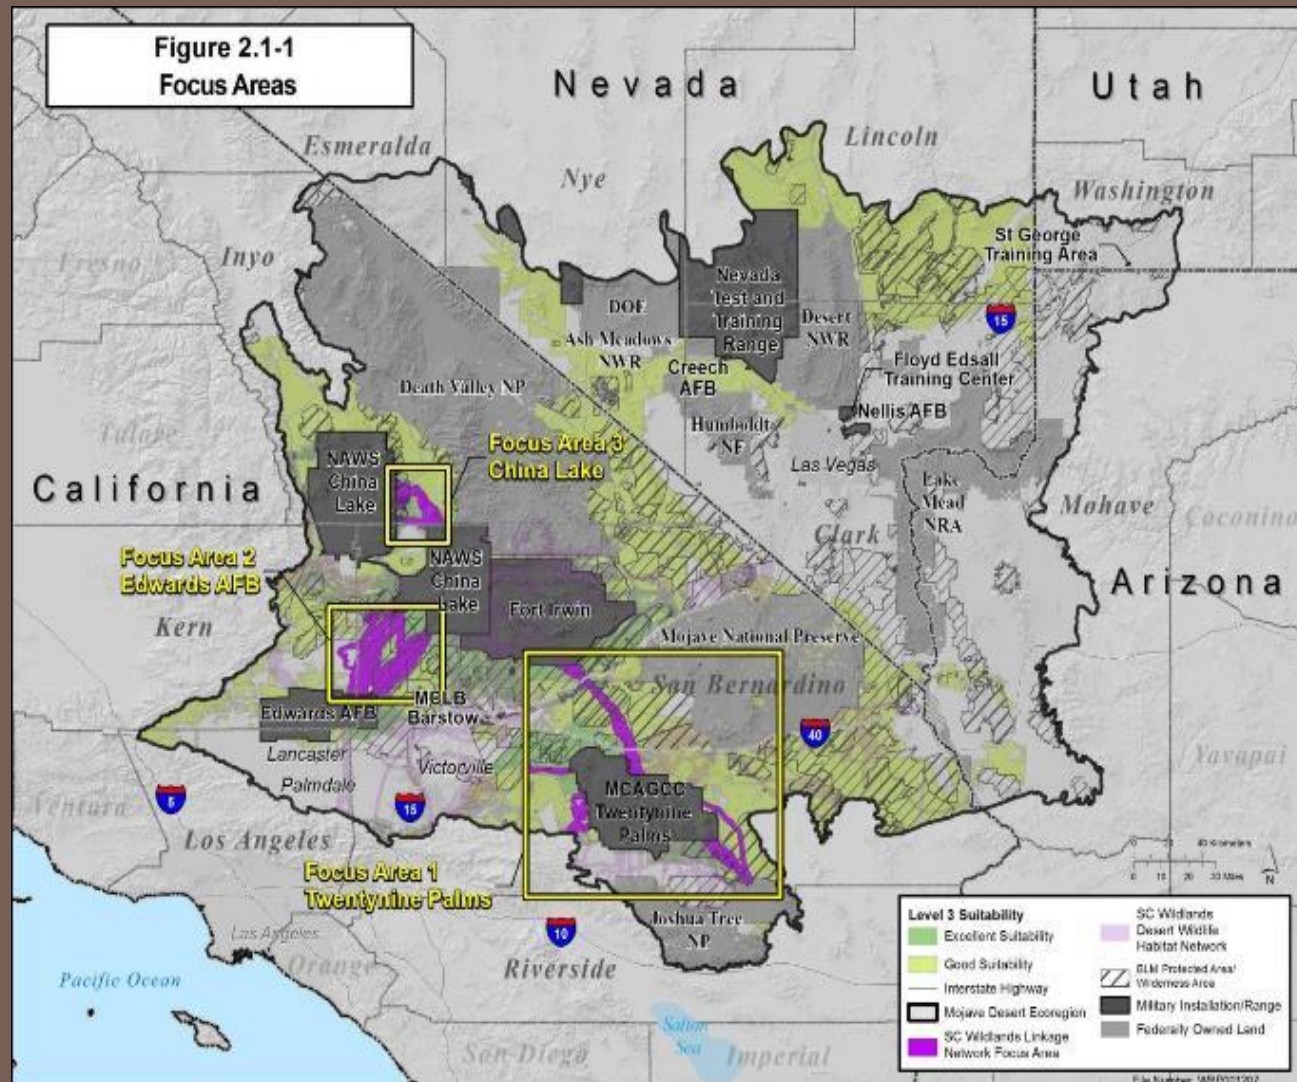 Figure 2.1-1
Focus Areas
Nevada
Utah
Esmeralda
Lincoln
Nye
Washington
Inyo
Fresno
St George
Training Area
Nevada
Test and
Training
Range
DOE
Desert
NWR
15
Ash Meadows
NWR
Creech
AFB
Floyd Edsall
Training Center
Death Valley NP
Nellis AFB
Humboldt
NF
Tulare
Focus Area 3
China Lake
Las Vegas
NAWS
China
Lake
California
Lake
Mead
NRA
Mohave
Coconino
Clark
Focus Area 2
Edwards AFB
NAWS
China
Lake
Arizona
Fort Irwin
Kern
Mojave National Preserve
San Bernardino
MCLB
Barstow
Edwards AFB
40
Lancaster
Victorville
Yavapai
Palmdale
5
15
MCAGCC
Twentynine
Palms
Ventura
Los Angeles
Focus Area 1
Twentynine Palms
40 Kilometers
20 Miles
N
Joshua Tree
NP
Los Angeles
10
Orange
Riverside
Pacific Ocean
Salton
Sea
San Diego
Imperial
Level 3 Suitability
Excellent Suitability
Good Suitability
Interstate Highway
Mojave Desert Ecoregion
SC Wildlands Linkage
Network Focus Area
SC Wildlands
Desert Wildlife
Habitat Network
BLM Protected Area/
Wilderness Area
Military Installation/Range
Federally Owned Land